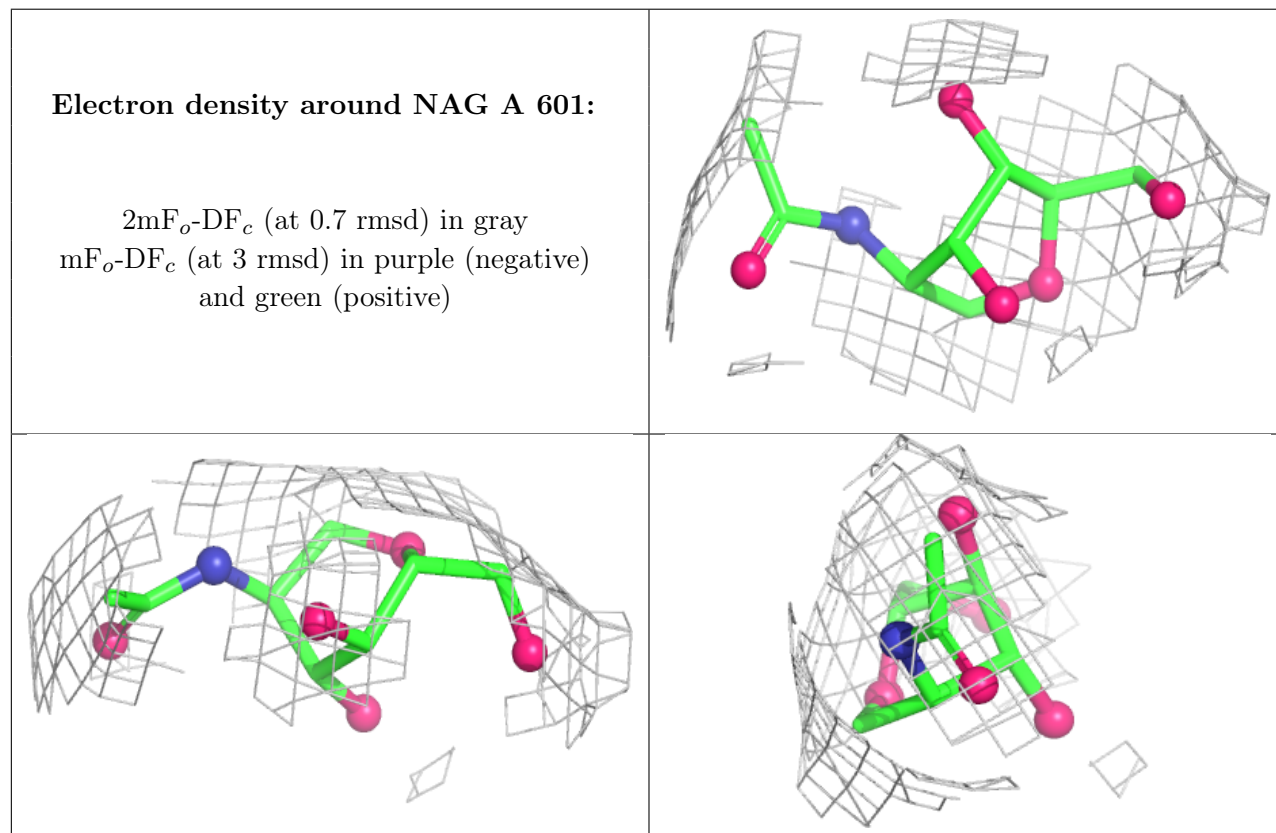 Electron density around NAG A 601:
2mFo-DFc (at 0.7 rmsd) in gray
mFo-DFc (at 3 rmsd) in purple (negative)
and green (positive)